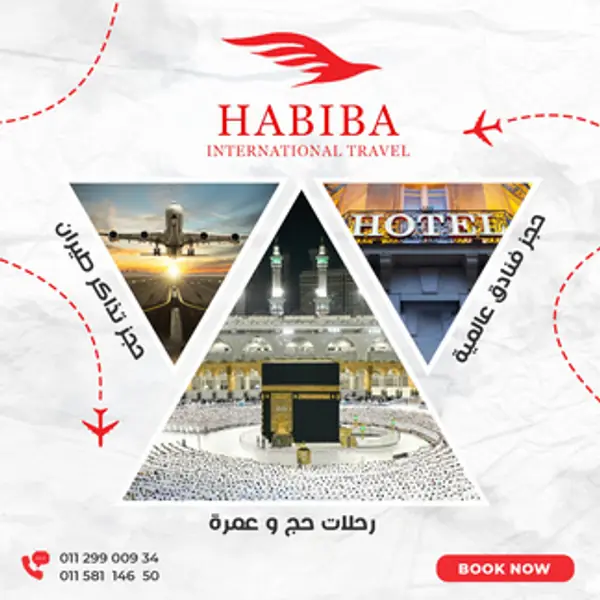 HABIBA
INTERNATIONAL TRAVEL
حجز تذاكر طيران
HOTEL
حجز فنادق عالمية
رحلات حج و عمرة
011 299 009 34
011 581 146 50
BOOK NOW